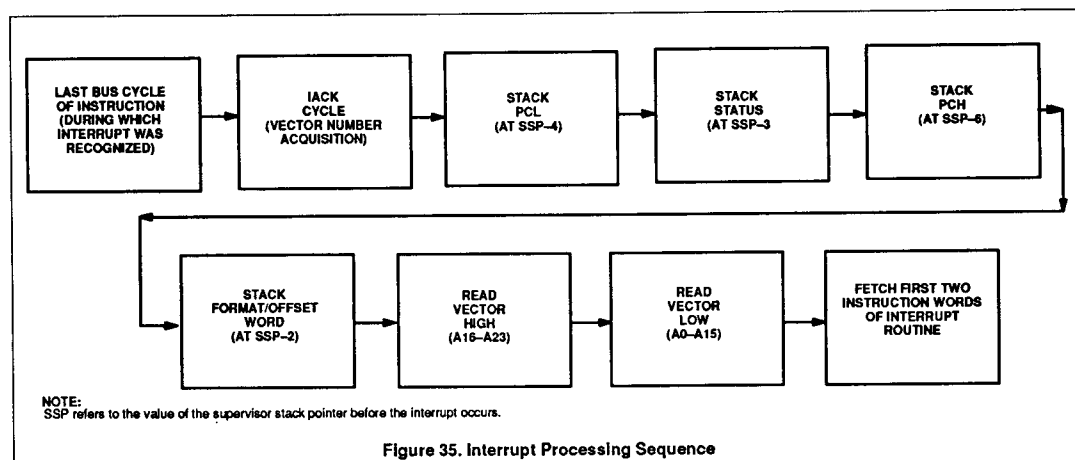 LAST BUS CYCLE
OF INSTRUCTION
(DURING WHICH
INTERRUPT WAS
RECOGNIZED)
IACK
CYCLE
(VECTOR NUMBER
ACQUISITION)
STACK
PCL
(AT SSP–4)
STACK
STATUS
(AT SSP–3
STACK
PCH
(AT SSP–6)
STACK
FORMAT/OFFSET
WORD
(AT SSP–2)
READ
VECTOR
HIGH
(A16–A23)
READ
VECTOR
LOW
(A0–A15)
FETCH FIRST TWO
INSTRUCTION WORDS
OF INTERRUPT
ROUTINE
NOTE:
SSP refers to the value of the supervisor stack pointer before the interrupt occurs.
Figure 35. Interrupt Processing Sequence